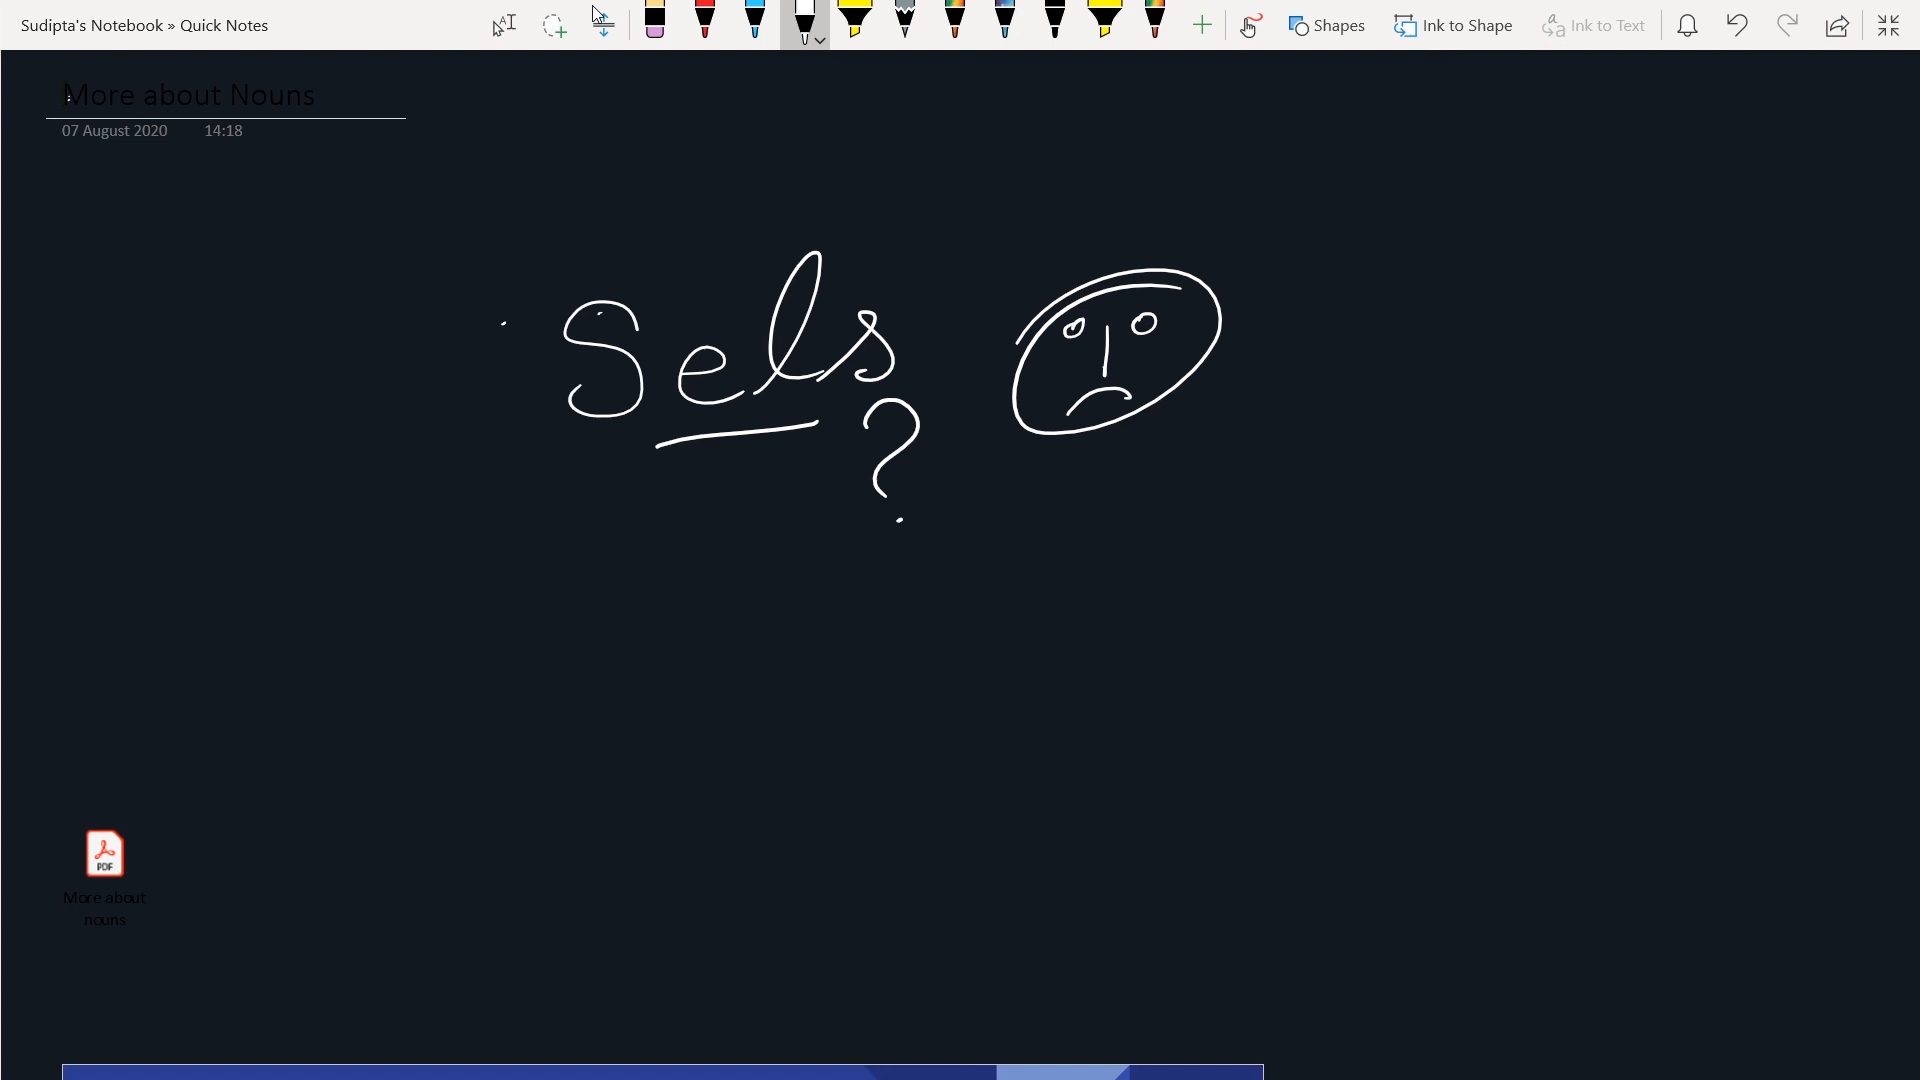 Sudipta's Notebook » Quick Notes
Shapes
Ink to Shape
Ink to Text
More about Nouns
07 August 2020 14:18
Sels
?
PDF
More about
nouns